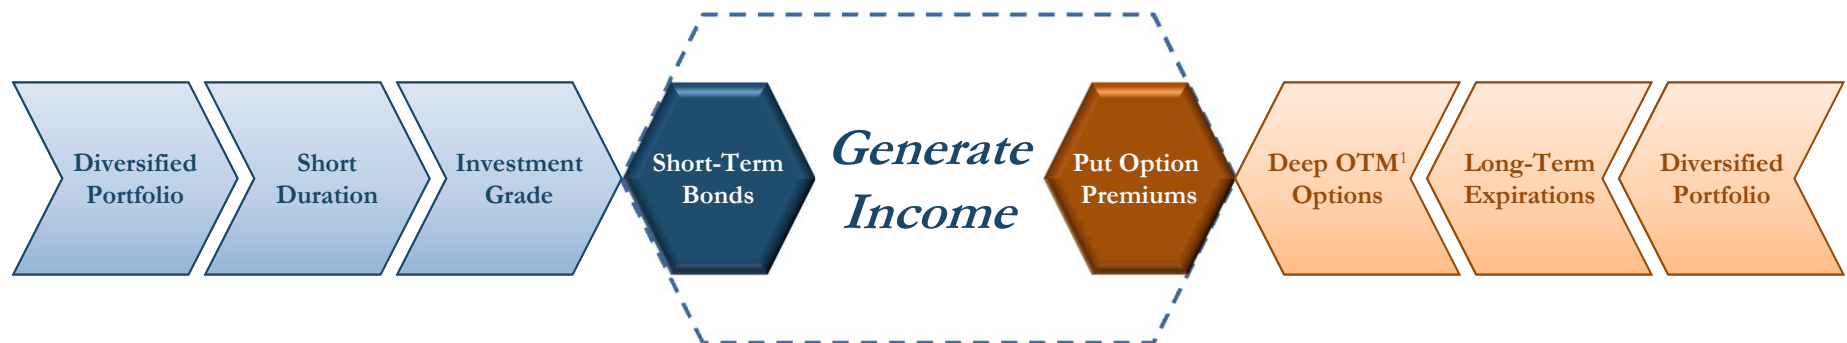 Diversified
Portfolio
Short
Duration
Investment
Grade
Short-Term
Bonds
Generate
Income
Put Option
Premiums
Deep OTM¹
Options
Long-Term
Expirations
Diversified
Portfolio